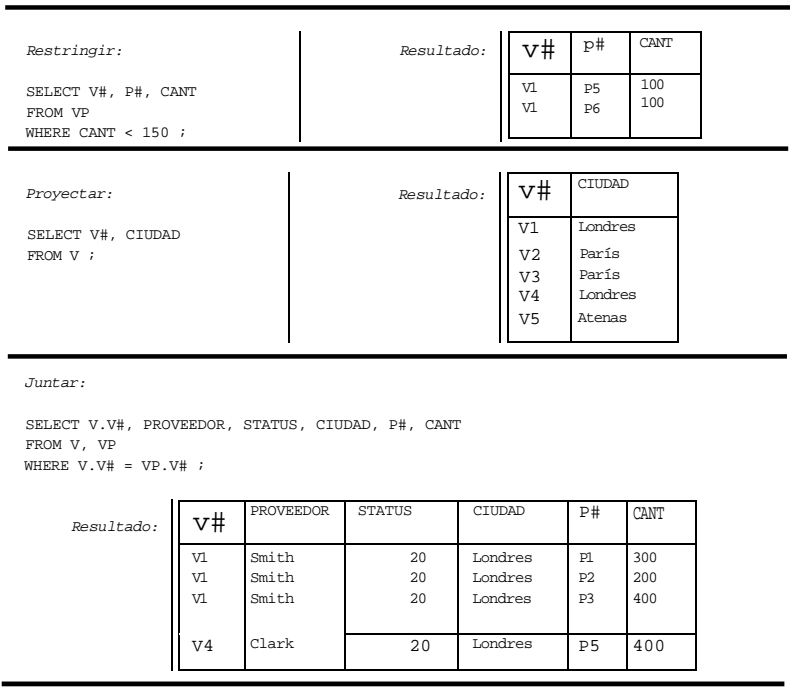 Restringir:
SELECT V#, P#, CANT
FROM VP
WHERE CANT < 150 ;
Resultado:
v# p# CANT
V1 P5 100
V1 P6 100
Proyectar:
SELECT V#, CIUDAD
FROM V ;
Resultado:
v# CIUDAD
V1 Londres
V2 París
V3 París
V4 Londres
V5 Atenas
Juntar:
SELECT V.V#, PROVEEDOR, STATUS, CIUDAD, P#, CANT
FROM V, VP
WHERE V.V# = VP.V# ;
Resultado:
v# PROVEEDOR STATUS CIUDAD P# CANT
V1 Smith 20 Londres P1 300
V1 Smith 20 Londres P2 200
V1 Smith 20 Londres P3 400
V4 Clark 20 Londres P5 400